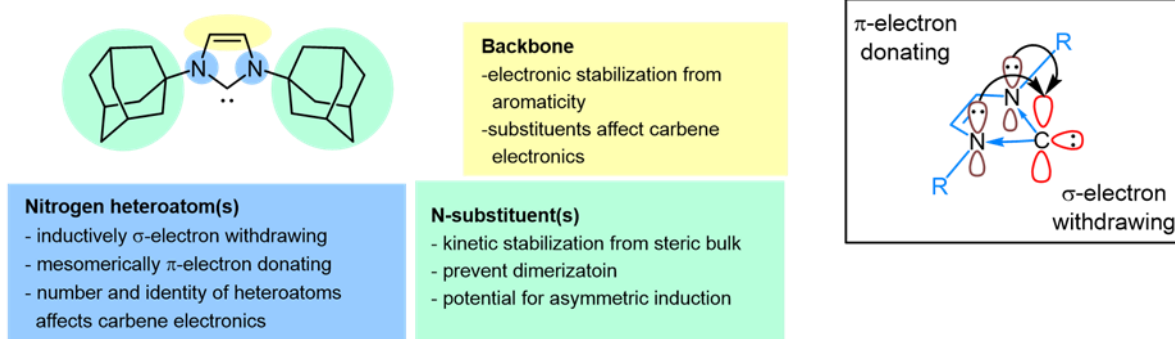 N
N
··
Backbone
-electronic stabilization from
aromaticity
-substituents affect carbene
electronics
Nitrogen heteroatom(s)
- inductively σ-electron withdrawing
- mesomerically π-electron donating
- number and identity of heteroatoms
affects carbene electronics
N-substituent(s)
- kinetic stabilization from steric bulk
- prevent dimerizatoin
- potential for asymmetric induction
π-electron
donating
R
N
N
C
R
σ-electron
withdrawing